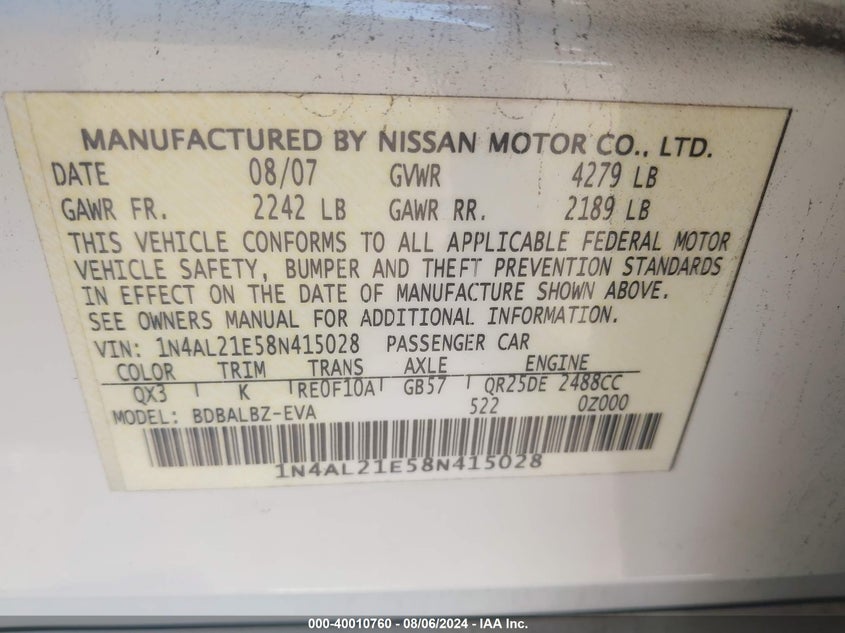 MANUFACTURED BY NISSAN MOTOR CO., LTD.
DATE 08/07 GVWR 4279 LB
GAWR FR. 2242 LB GAWR RR. 2189 LB
THIS VEHICLE CONFORMS TO ALL APPLICABLE FEDERAL MOTOR
VEHICLE SAFETY, BUMPER AND THEFT PREVENTION STANDARDS
IN EFFECT ON THE DATE OF MANUFACTURE SHOWN ABOVE.
SEE OWNERS MANUAL FOR ADDITIONAL INFORMATION.
VIN: 1N4AL21E58N415028 PASSENGER CAR
COLOR TRIM TRANS AXLE ENGINE
QX3 K RE0F10A GB57 QR25DE 2488CC
MODEL: BDBALBZ-EVA 522 0Z000
1N4AL21E58N415028
000-40010760 - 08/06/2024 - IAA Inc.